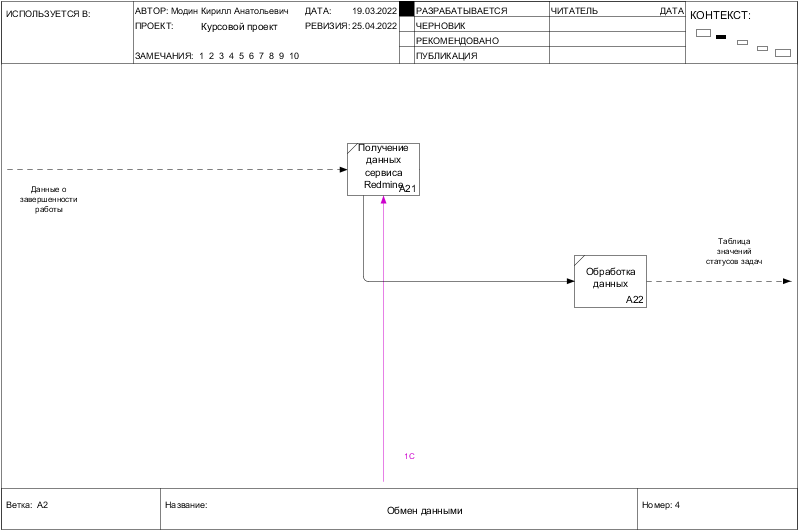 ИСПОЛЬЗУЕТСЯ В:
АВТОР: Модин Кирилл Анатольевич
ДАТА: 19.03.2022
ПРОЕКТ: Курсовой проект
РЕВИЗИЯ: 25.04.2022
ЗАМЕЧАНИЯ: 1 2 3 4 5 6 7 8 9 10
РАЗРАБАТЫВАЕТСЯ
ЧЕРНОВИК
РЕКОМЕНДОВАНО
ПУБЛИКАЦИЯ
ЧИТАТЕЛЬ ДАТА
КОНТЕКСТ:
Получение
данных
сервиса
Redmine
A21
Данные о
завершенности
работы
Таблица
значений
статусов задач
Обработка
данных
A22
1С
Ветка: A2
Название:
Обмен данными
Номер: 4